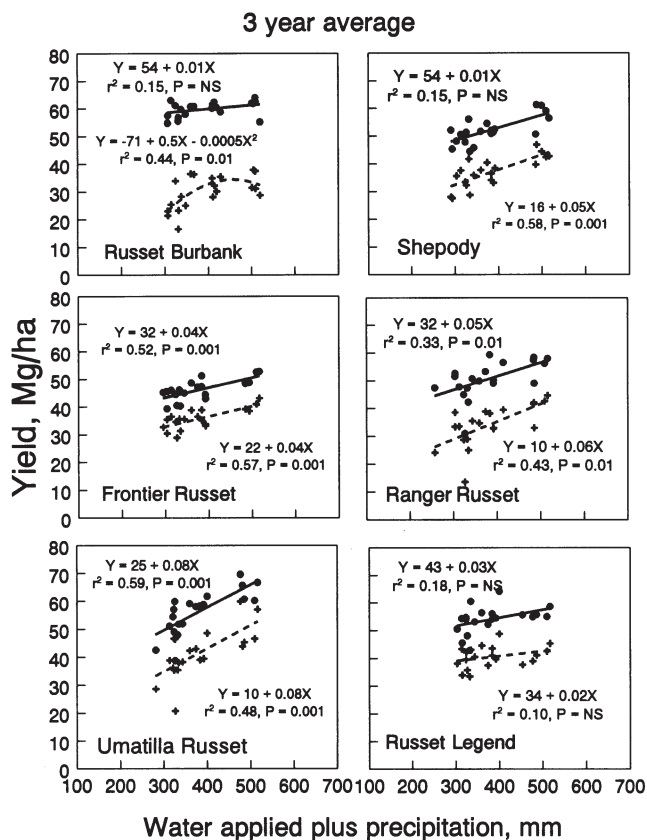 3 year average
Yield, Mg/ha
80
70
60
50
40
30
20
10
0
Y = 54 + 0.01X
r² = 0.15, P = NS
Y = -71 + 0.5X - 0.0005X²
r² = 0.44, P = 0.01
Russet Burbank
Y = 54 + 0.01X
r² = 0.15, P = NS
Y = 16 + 0.05X
r² = 0.58, P = 0.001
Shepody
80
70
60
50
40
30
20
10
0
Y = 32 + 0.04X
r² = 0.52, P = 0.001
Y = 22 + 0.04X
r² = 0.57, P = 0.001
Frontier Russet
Y = 32 + 0.05X
r² = 0.33, P = 0.01
Y = 10 + 0.06X
r² = 0.43, P = 0.01
Ranger Russet
80
70
60
50
40
30
20
10
0
Y = 25 + 0.08X
r² = 0.59, P = 0.001
Y = 10 + 0.08X
r² = 0.48, P = 0.001
Umatilla Russet
Y = 43 + 0.03X
r² = 0.18, P = NS
Y = 34 + 0.02X
r² = 0.10, P = NS
Russet Legend
100 200 300 400 500 600 700 100 200 300 400 500 600 700
Water applied plus precipitation, mm